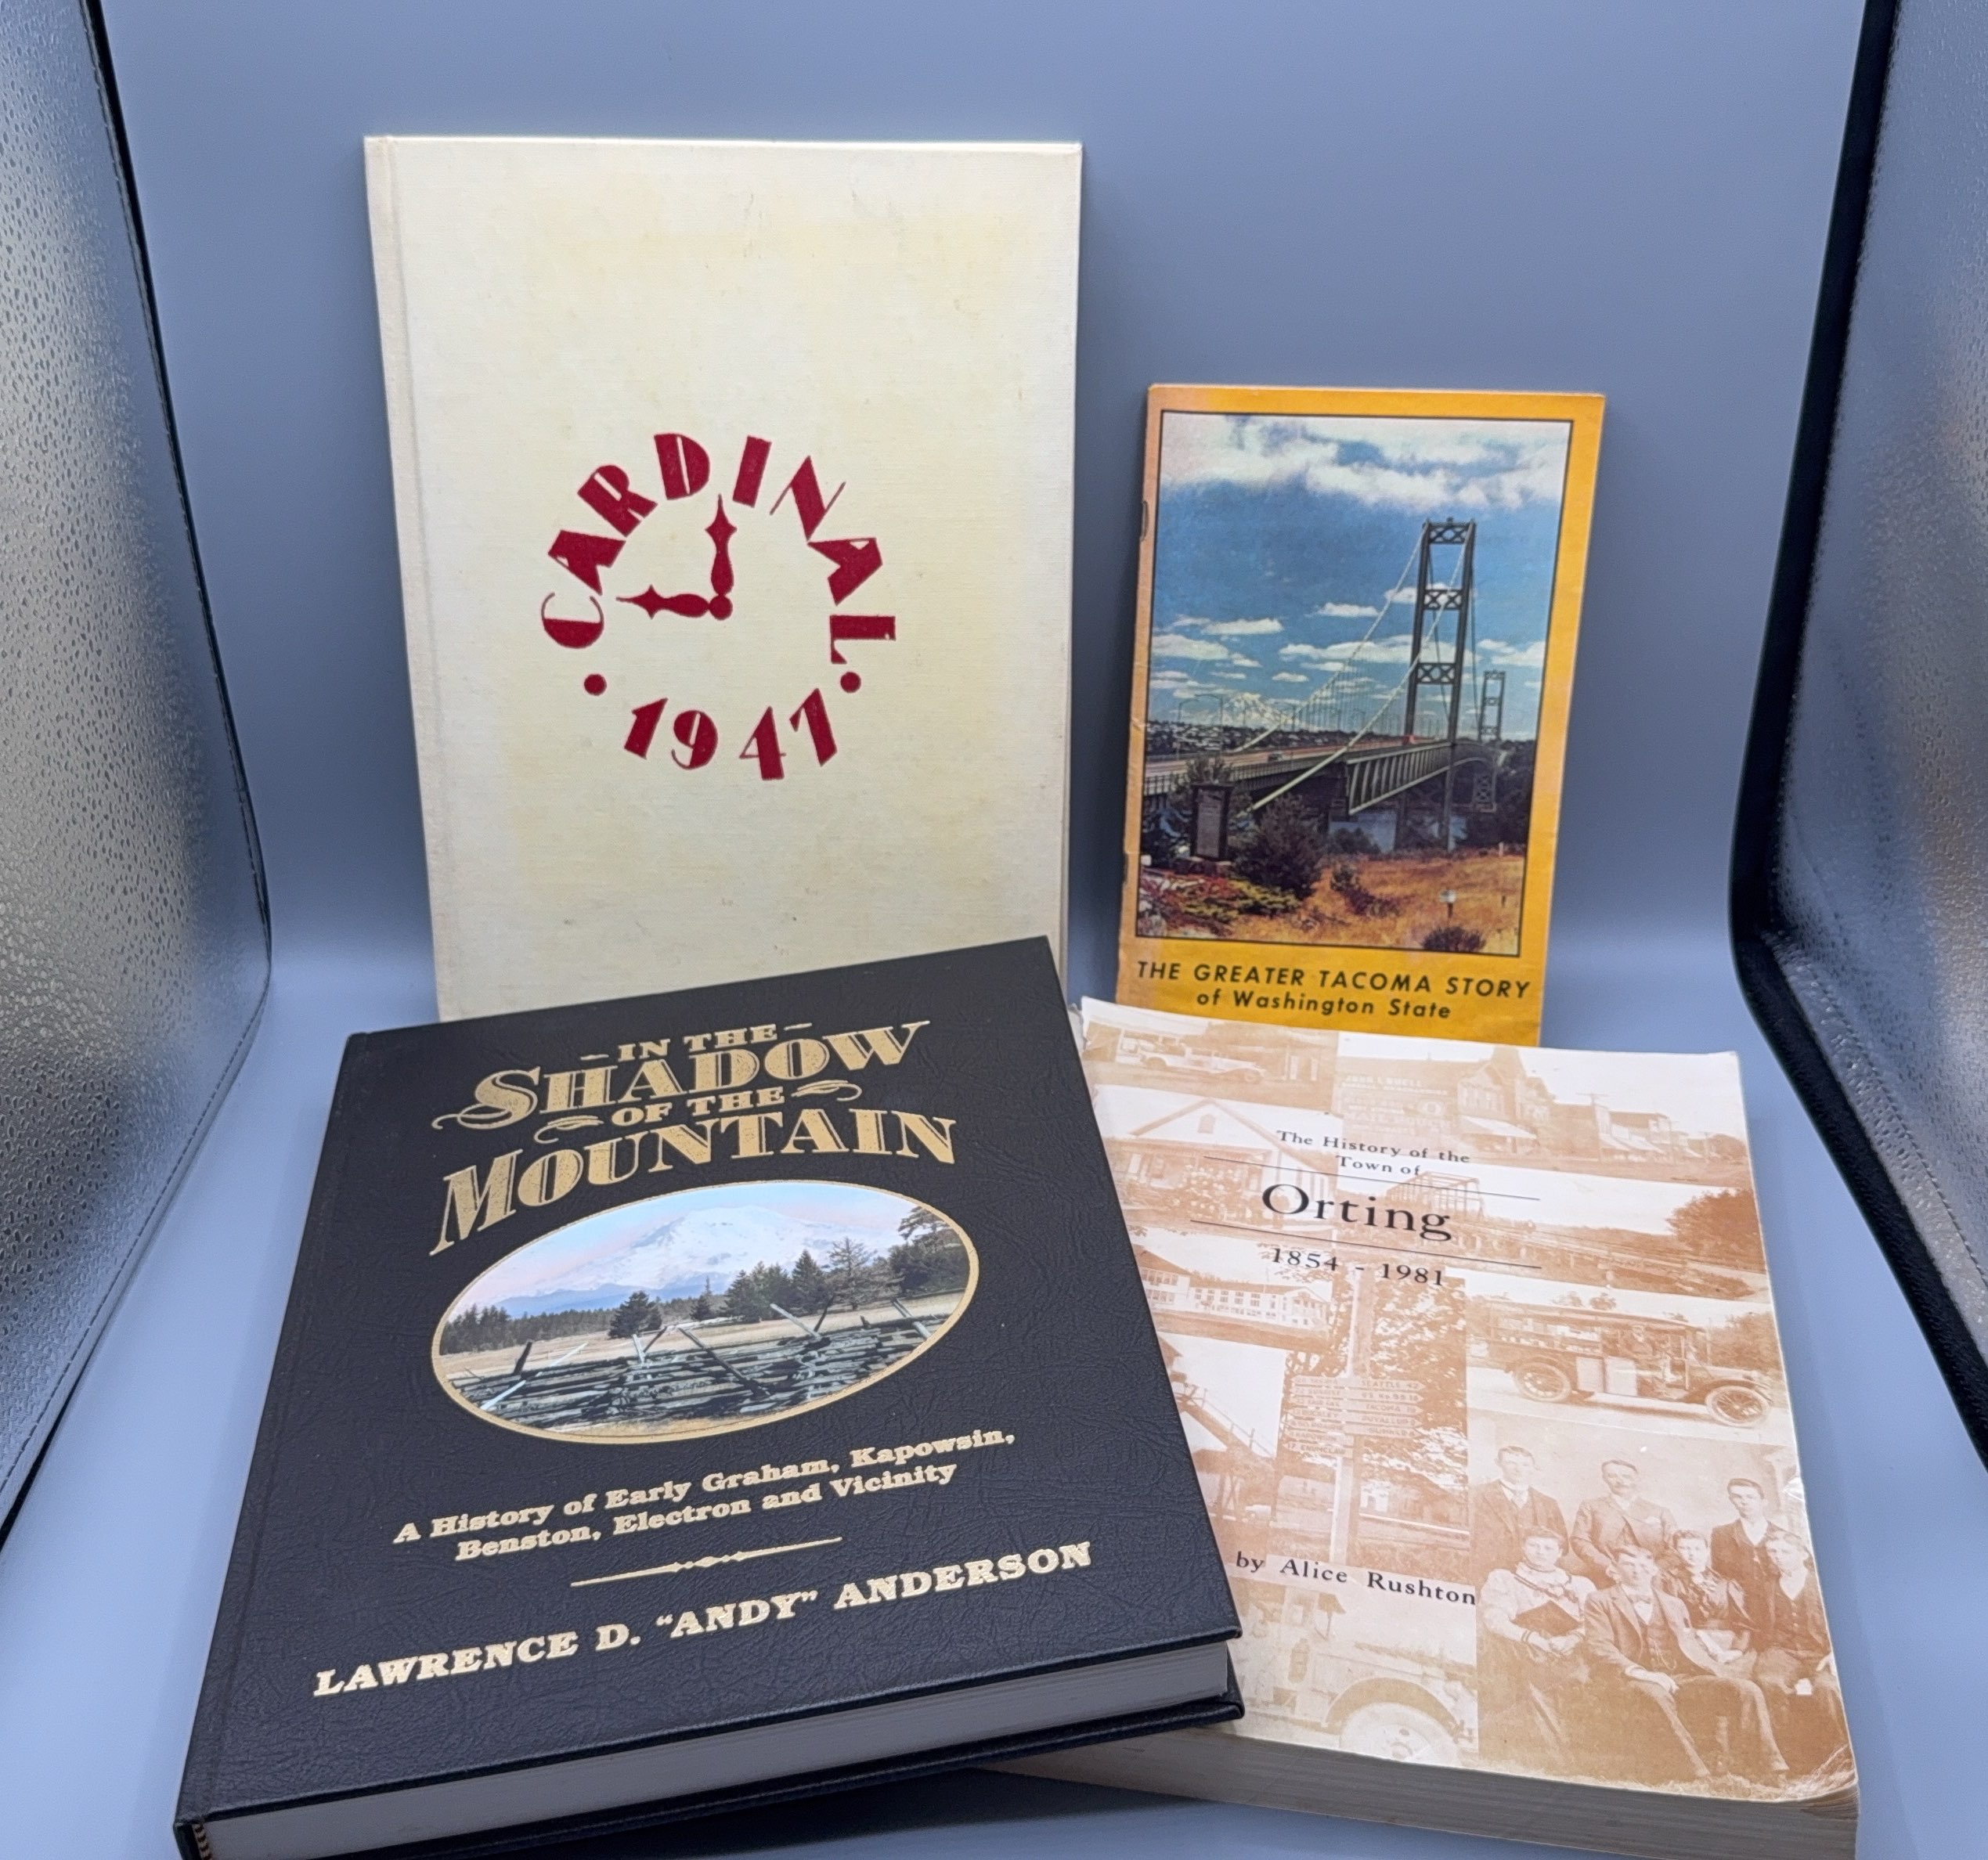 CARDINAL
• 1947 •
THE GREATER TACOMA STORY
of Washington State
IN THE
SHADOW
OF THE
MOUNTAIN
A History of Early Graham, Kapowsin,
Benston, Electron and Vicinity
LAWRENCE D. “ANDY” ANDERSON
The History of the
Town of
Orting
1854 - 1981
by Alice Rushton